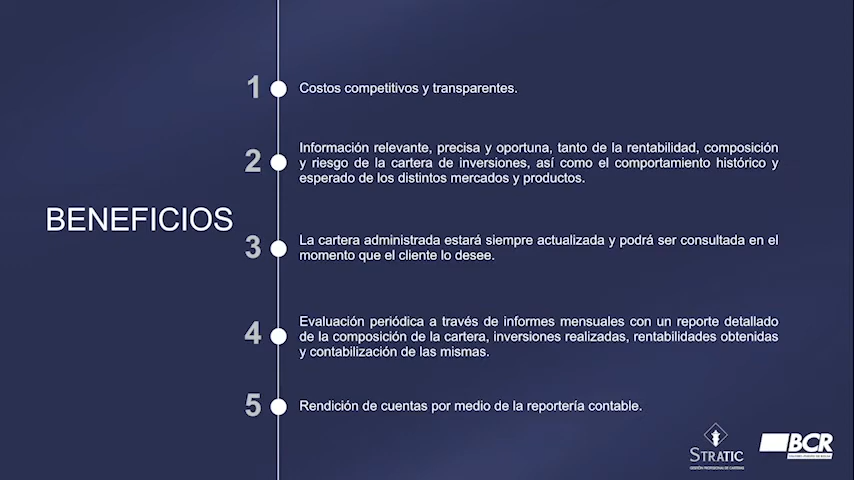 BENEFICIOS
1
Costos competitivos y transparentes.
2
Información relevante, precisa y oportuna, tanto de la rentabilidad, composición
y riesgo de la cartera de inversiones, así como el comportamiento histórico y
esperado de los distintos mercados y productos.
3
La cartera administrada estará siempre actualizada y podrá ser consultada en el
momento que el cliente lo desee.
4
Evaluación periódica a través de informes mensuales con un reporte detallado
de la composición de la cartera, inversiones realizadas, rentabilidades obtenidas
y contabilización de las mismas.
5
Rendición de cuentas por medio de la reportería contable.
STRATIC
GESTIÓN PROFESIONAL DE CARTERAS
BCR